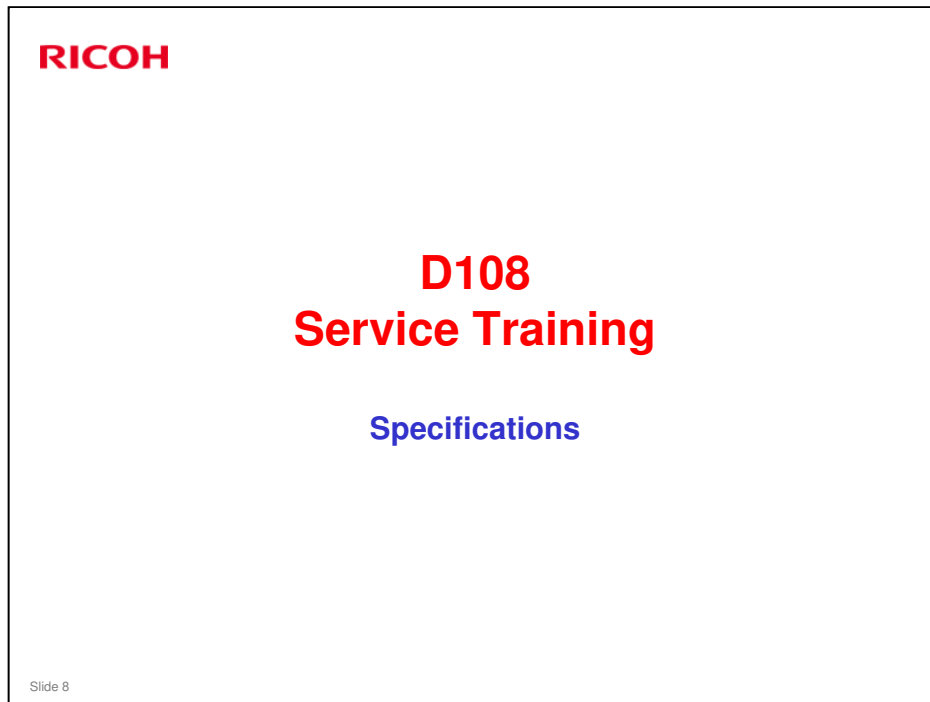 RICOH
D108
Service Training
Specifications
Slide 8